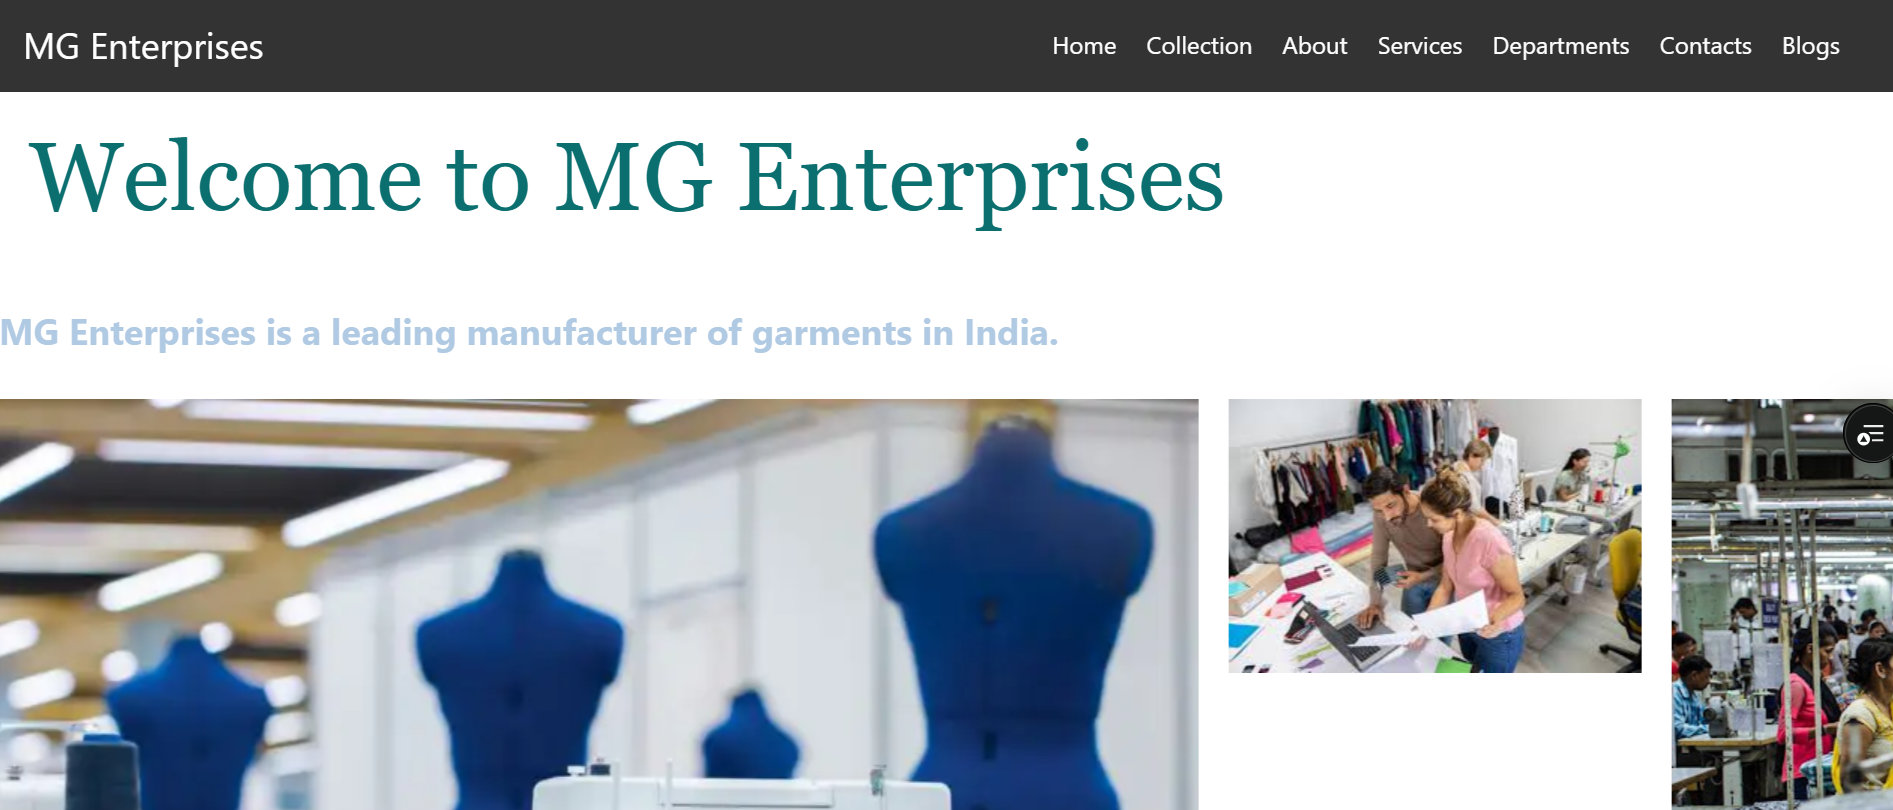 MG Enterprises
Home Collection About Services Departments Contacts Blogs
Welcome to MG Enterprises
MG Enterprises is a leading manufacturer of garments in India.